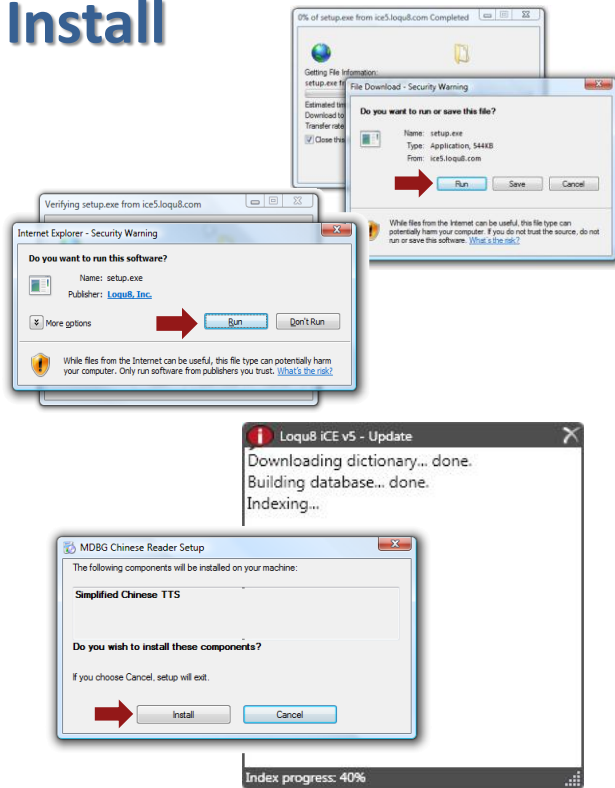 Install
0% of setup.exe from ice5.loqu8.com Completed
Getting File Information:
setup.exe
Estimated
Download to
Transfer rate
Close this
File Download - Security Warning
Do you want to run or save this file?
Name: setup.exe
Type: Application, 544KB
From: ice5.loqu8.com
Run Save Cancel
While files from the Internet can be useful, this file type can
potentially harm your computer. If you do not trust the source, do not
run or save this software. What's the risk?
Verifying setup.exe from ice5.loqu8.com
Internet Explorer - Security Warning
Do you want to run this software?
Name: setup.exe
Publisher: Loqu8, Inc.
More options Run Don't Run
While files from the Internet can be useful, this file type can potentially harm
your computer. Only run software from publishers you trust. What's the risk?
Loqu8 iCE v5 - Update
Downloading dictionary... done.
Building database... done.
Indexing...
MDBG Chinese Reader Setup
The following components will be installed on your machine:
Simplified Chinese TTS
Do you wish to install these components?
If you choose Cancel, setup will exit.
Install Cancel
Index progress: 40%